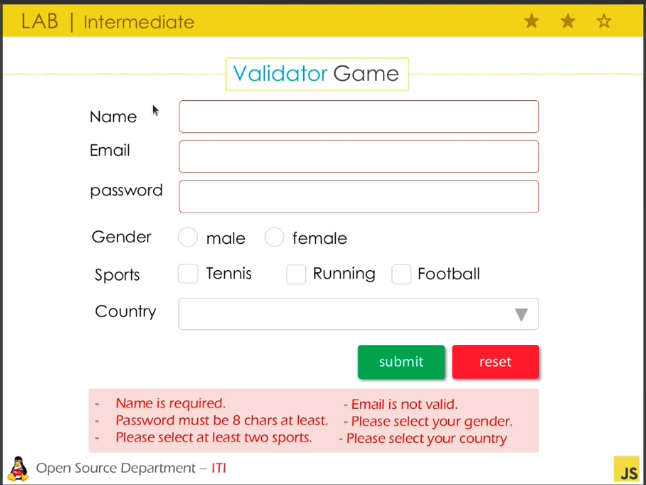 LAB | Intermediate
Validator Game
Name
Email
password
Gender male female
Sports Tennis Running Football
Country
submit reset
- Name is required. - Email is not valid.
- Password must be 8 chars at least. - Please select your gender.
- Please select at least two sports. - Please select your country
Open Source Department – ITI
JS